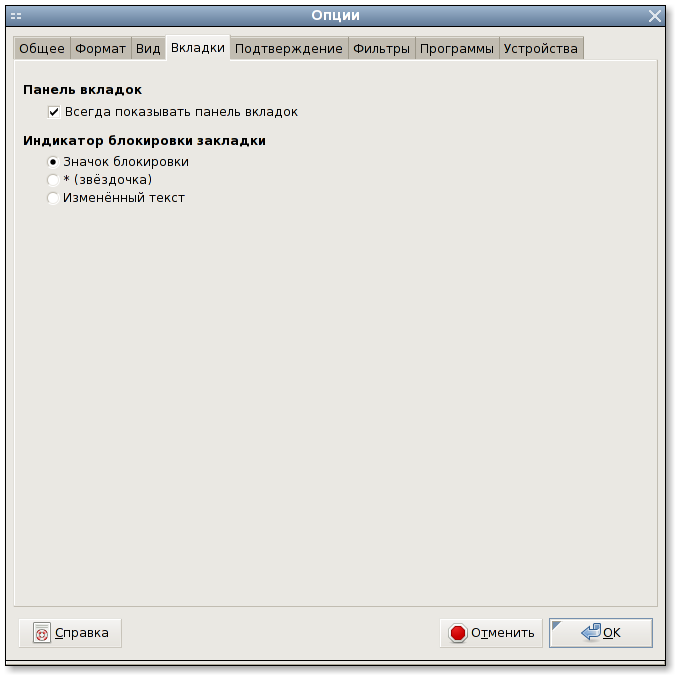 Опции
Общее Формат Вид Вкладки Подтверждение Фильтры Программы Устройства
Панель вкладок
Всегда показывать панель вкладок
Индикатор блокировки закладки
Значок блокировки
* (звёздочка)
Изменённый текст
Справка Отменить OK